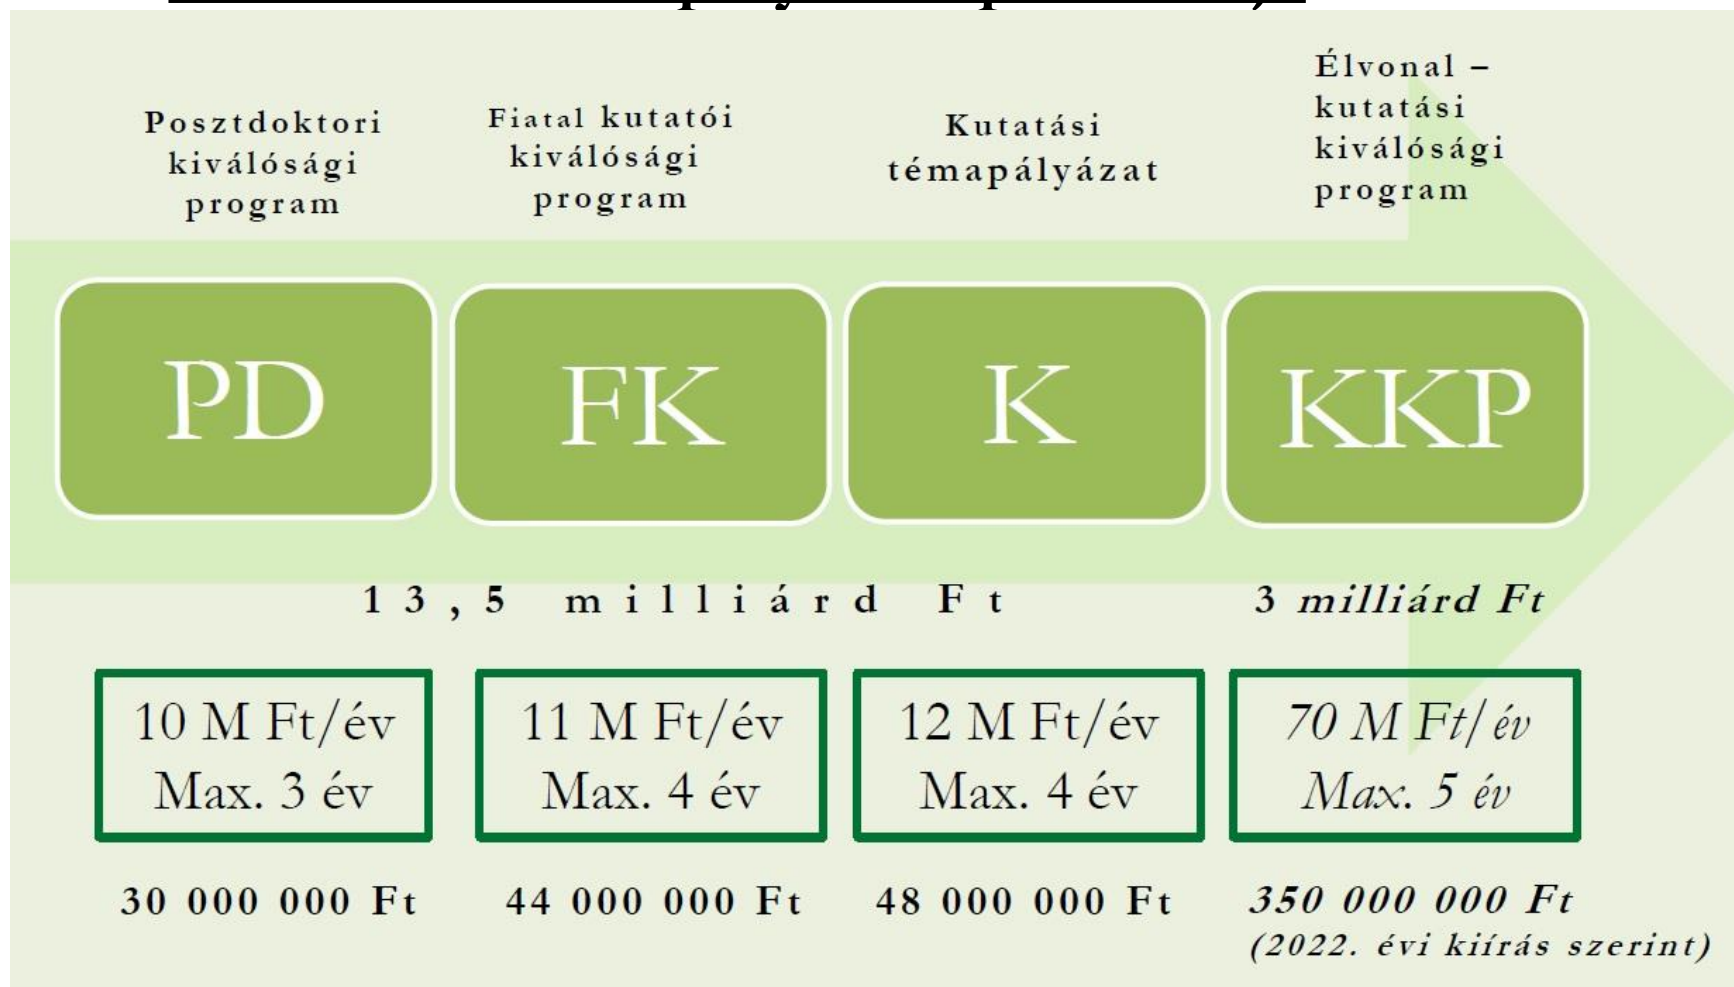 Posztdoktori
kiválósági
program
Fiatal kutatói
kiválósági
program
Kutatási
témapályázat
Élvonal –
kutatási
kiválósági
program
PD
FK
K
KKP
13,5 milliárd Ft
3 milliárd Ft
10 M Ft/év
Max. 3 év
11 M Ft/év
Max. 4 év
12 M Ft/év
Max. 4 év
70 M Ft/év
Max. 5 év
30 000 000 Ft
44 000 000 Ft
48 000 000 Ft
350 000 000 Ft
(2022. évi kiírás szerint)